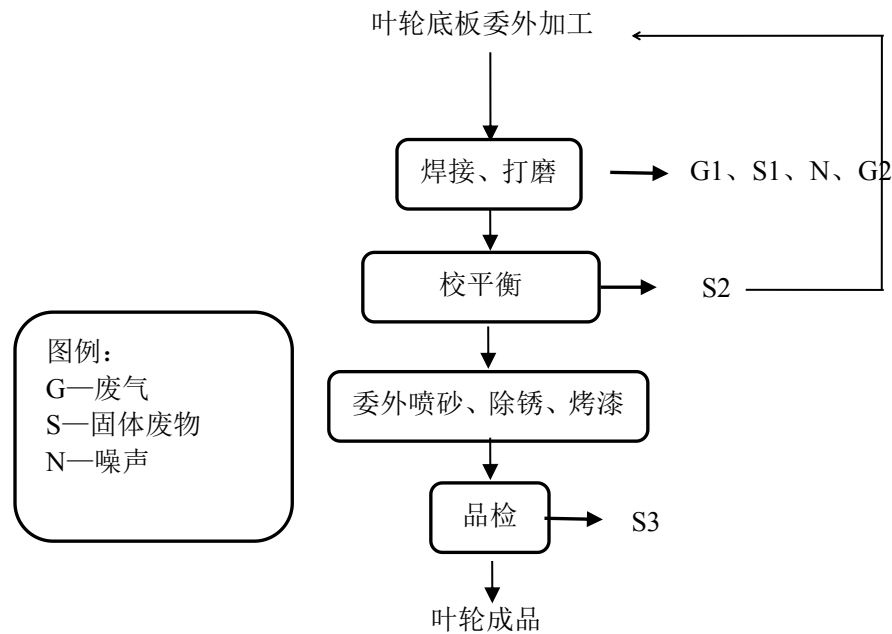 叶轮底板委外加工
焊接、打磨
G1、S1、N、G2
校平衡
S2
图例：
G—废气
S—固体废物
N—噪声
委外喷砂、除锈、烤漆
品检
S3
叶轮成品